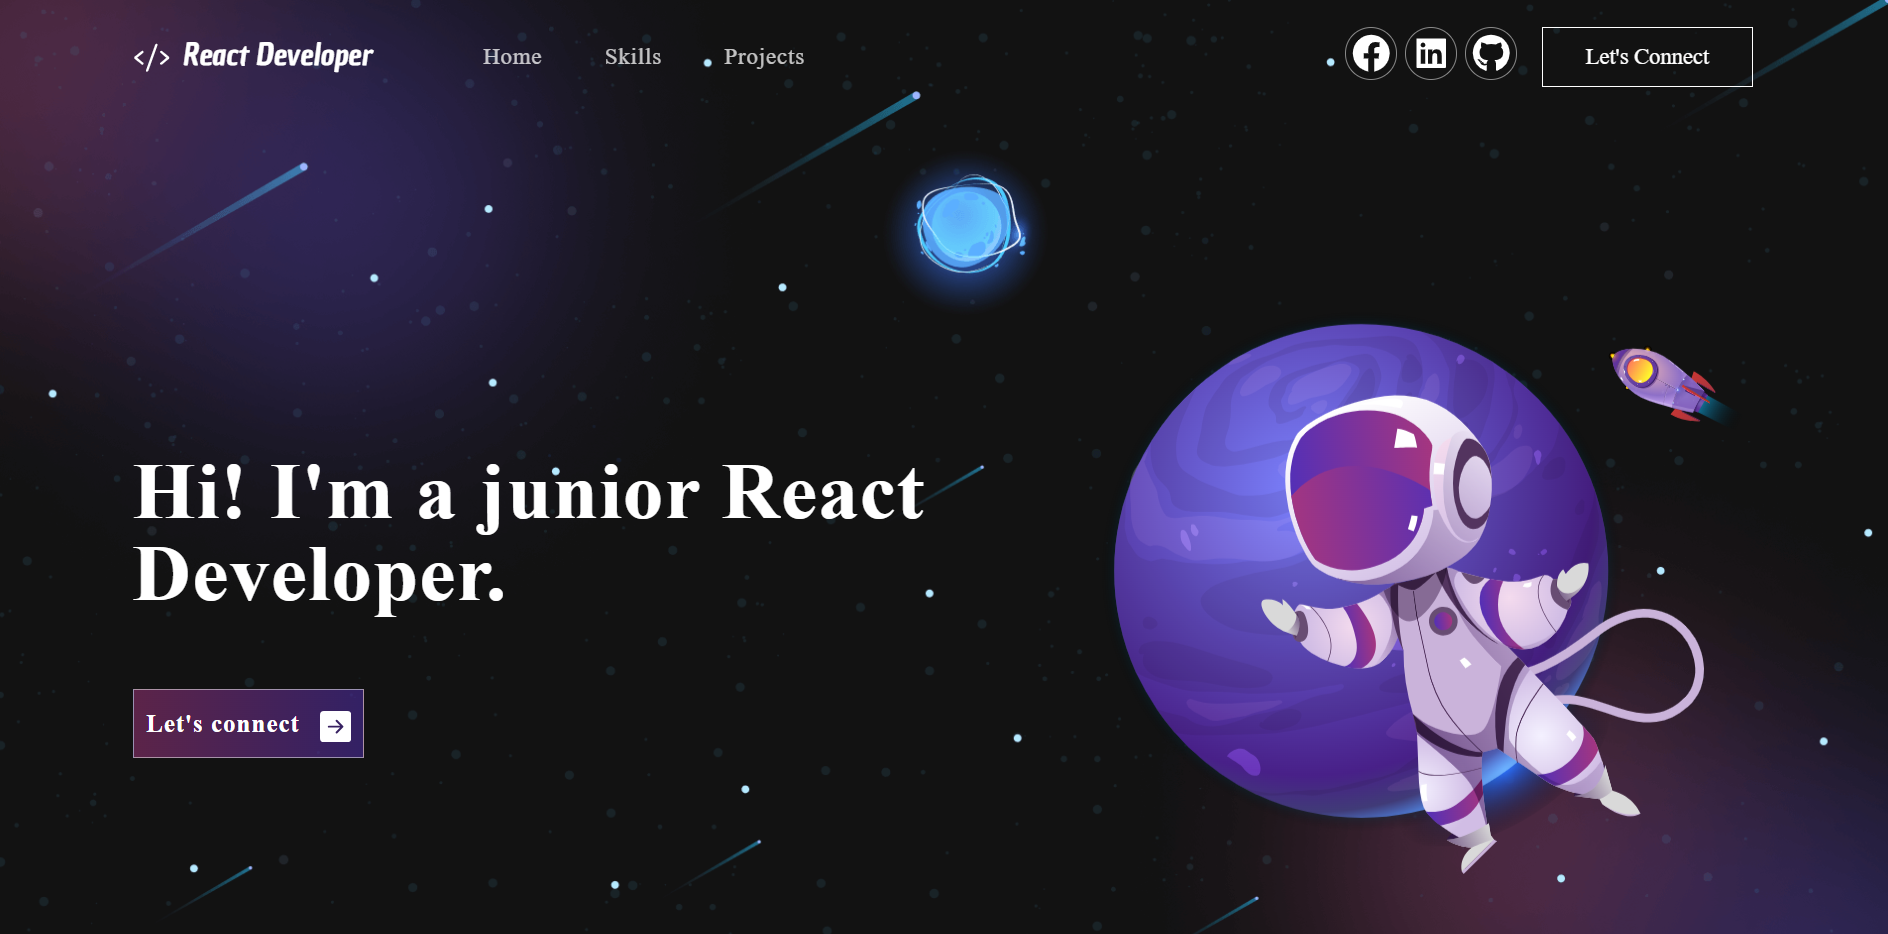 </> React Developer
Home Skills Projects
Let's Connect
Hi! I'm a junior React
Developer.
Let's connect